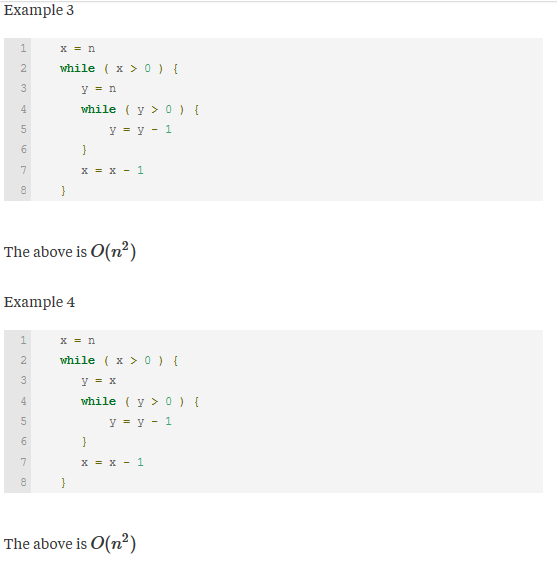 Example 3
1 x = n
2 while ( x > 0 ) {
3 y = n
4 while ( y > 0 ) {
5 y = y - 1
6 }
7 x = x - 1
8 }
The above is O(n²)
Example 4
1 x = n
2 while ( x > 0 ) {
3 y = x
4 while ( y > 0 ) {
5 y = y - 1
6 }
7 x = x - 1
8 }
The above is O(n²)